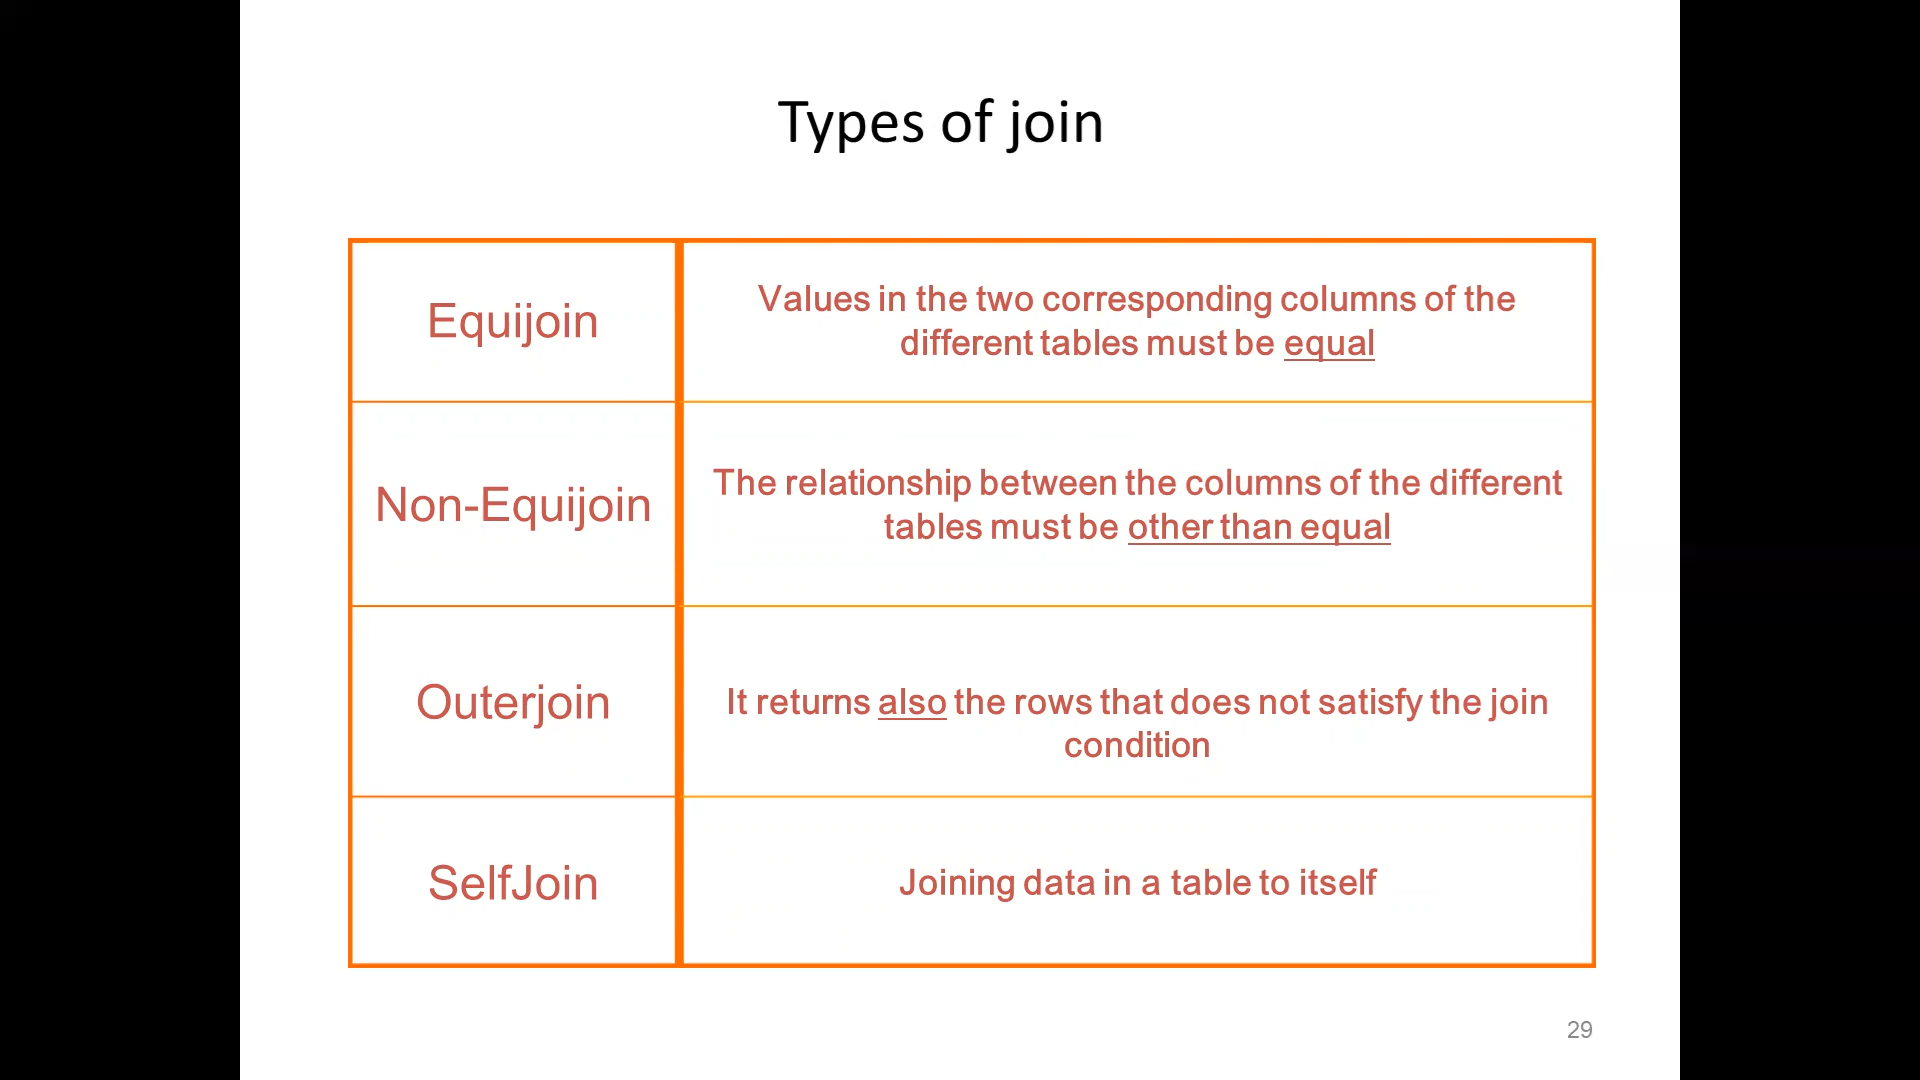 Types of join
Equijoin
Values in the two corresponding columns of the
different tables must be equal
Non-Equijoin
The relationship between the columns of the different
tables must be other than equal
Outerjoin
It returns also the rows that does not satisfy the join
condition
SelfJoin
Joining data in a table to itself
29